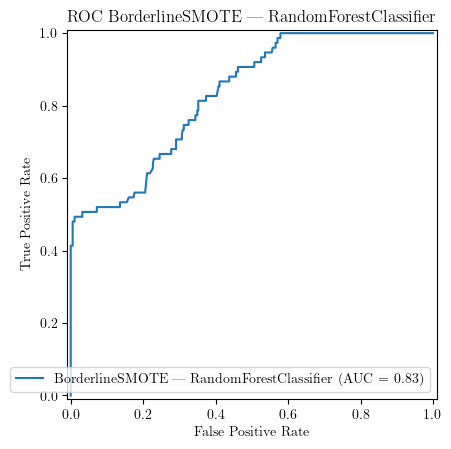 ROC BorderlineSMOTE — RandomForestClassifier
1.0
0.8
0.6
0.4
0.2
0.0
True Positive Rate
BorderlineSMOTE — RandomForestClassifier (AUC = 0.83)
0.0 0.2 0.4 0.6 0.8 1.0
False Positive Rate